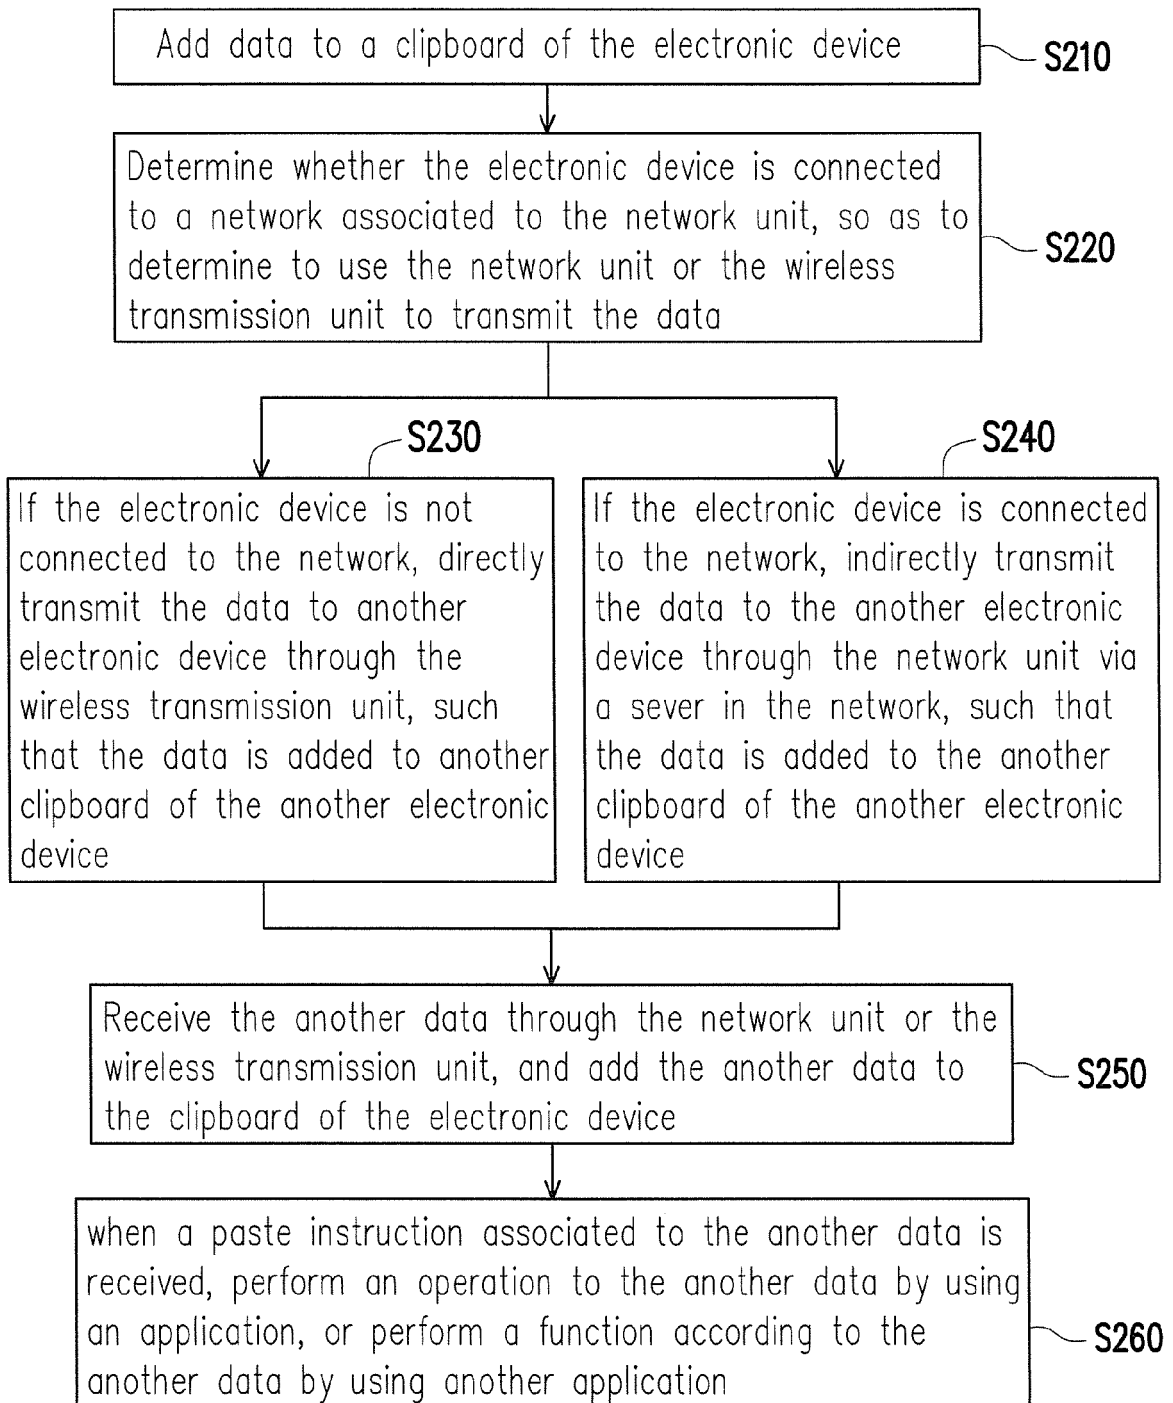 Add data to a clipboard of the electronic device
S210
Determine whether the electronic device is connected
to a network associated to the network unit, so as to
determine to use the network unit or the wireless
transmission unit to transmit the data
S220
S230
If the electronic device is not
connected to the network, directly
transmit the data to another
electronic device through the
wireless transmission unit, such
that the data is added to another
clipboard of the another electronic
device
S240
If the electronic device is connected
to the network, indirectly transmit
the data to the another electronic
device through the network unit via
a sever in the network, such that
the data is added to the another
clipboard of the another electronic
device
Receive the another data through the network unit or the
wireless transmission unit, and add the another data to
the clipboard of the electronic device
S250
when a paste instruction associated to the another data is
received, perform an operation to the another data by using
an application, or perform a function according to the
another data by using another application
S260